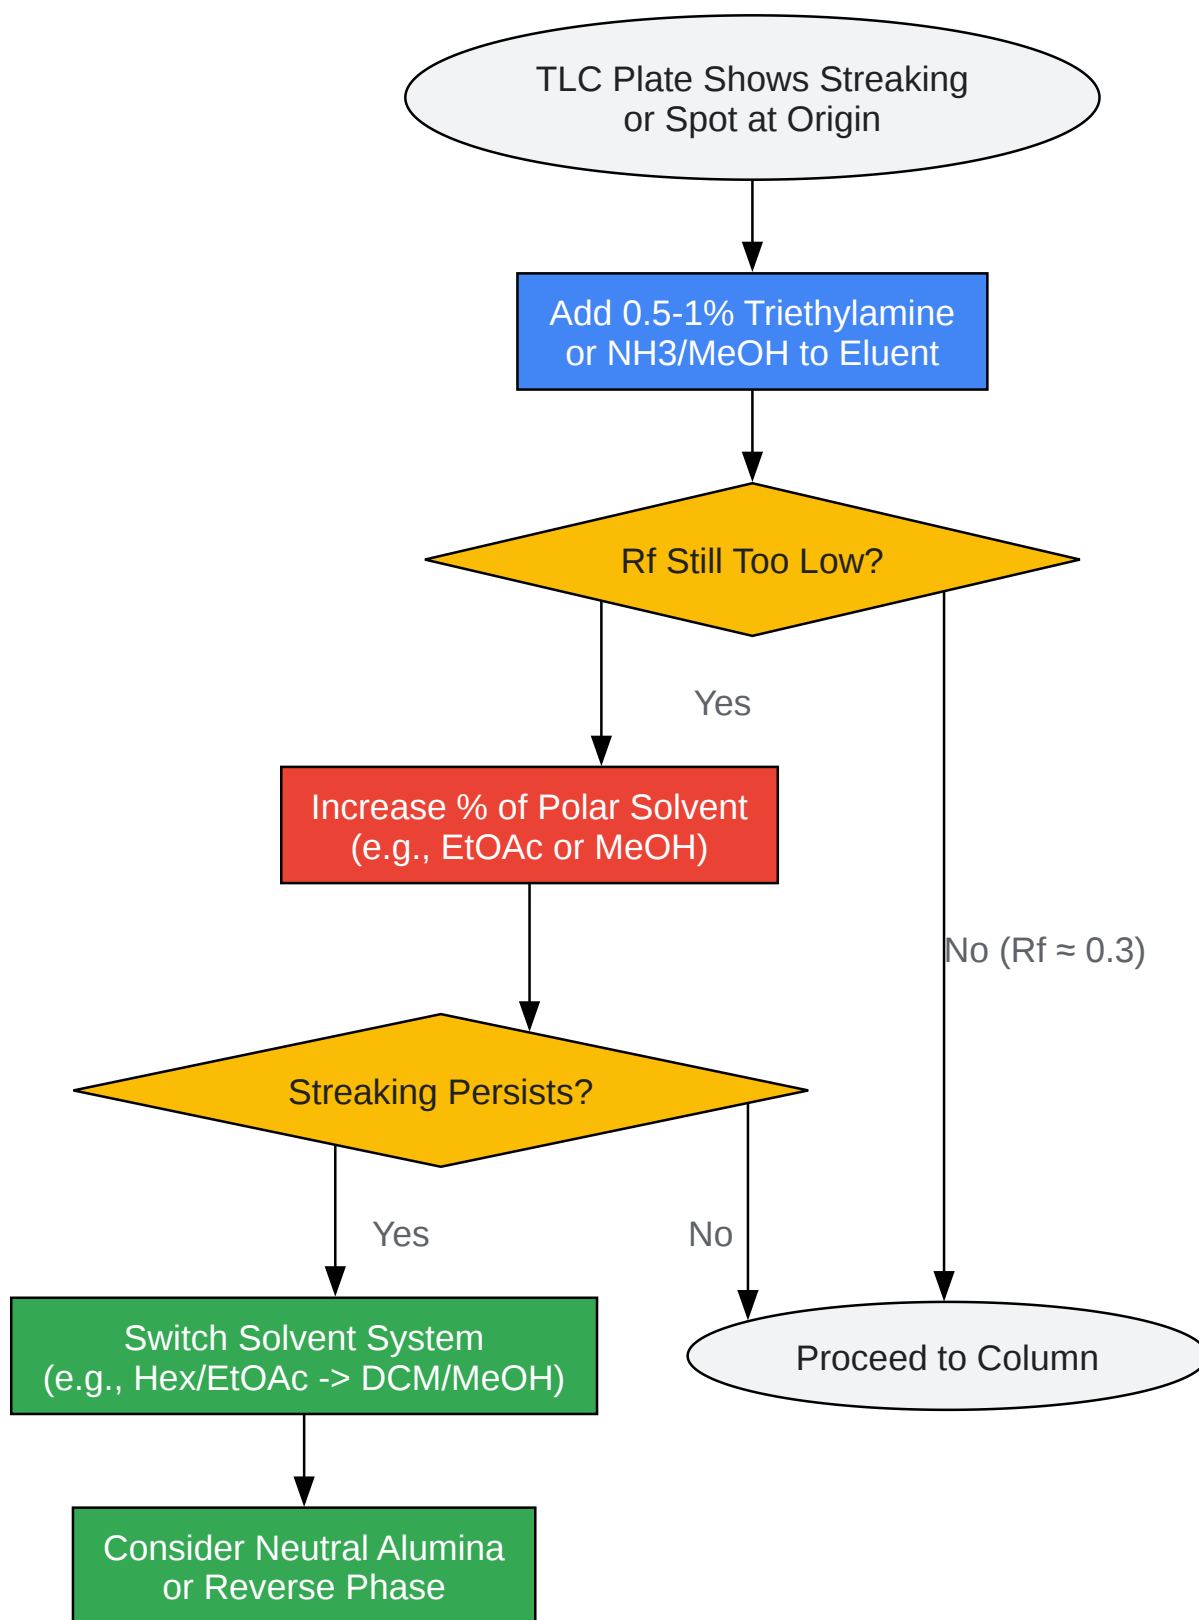 TLC Plate Shows Streaking
or Spot at Origin
Add 0.5-1% Triethylamine
or NH3/MeOH to Eluent
Rf Still Too Low?
Yes
Increase % of Polar Solvent
(e.g., EtOAc or MeOH)
No (Rf ≈ 0.3)
Streaking Persists?
Yes
No
Switch Solvent System
(e.g., Hex/EtOAc -> DCM/MeOH)
Proceed to Column
Consider Neutral Alumina
or Reverse Phase